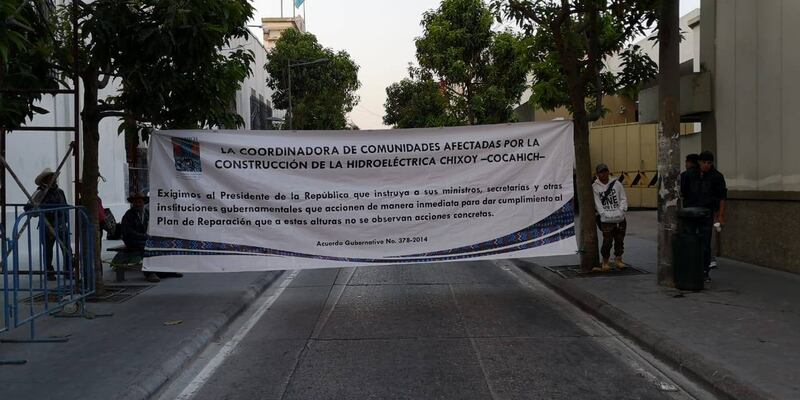 LA COORDINADORA DE COMUNIDADES AFECTADAS POR LA
CONSTRUCCIÓN DE LA HIDROELÉCTRICA CHIXOY –COCAHICH–
Exigimos al Presidente de la República que instruya a sus ministros, secretarias y otras
instituciones gubernamentales que accionen de manera inmediata para dar cumplimiento al
Plan de Reparación que a estas alturas no se observan acciones concretas.
Acuerdo Gubernativo No. 378-2014